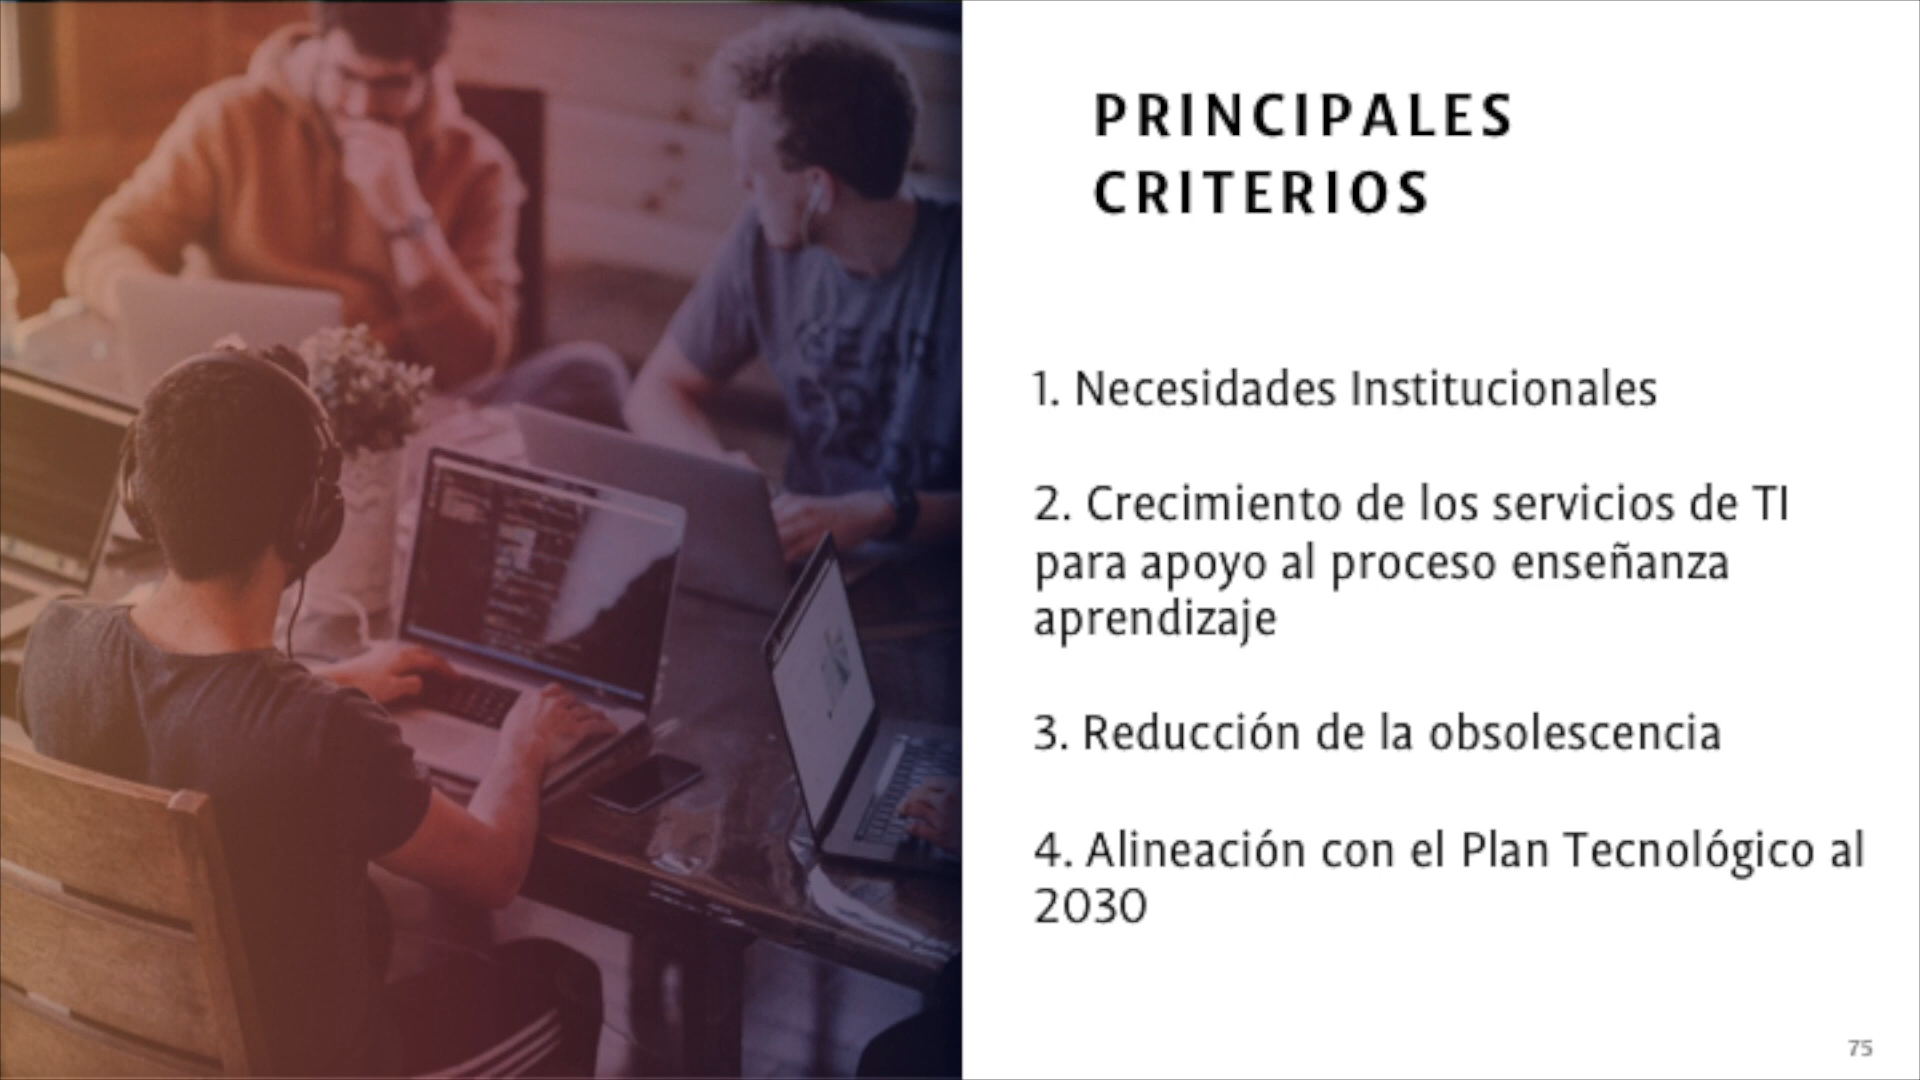 PRINCIPALES
CRITERIOS
1. Necesidades Institucionales
2. Crecimiento de los servicios de TI
para apoyo al proceso enseñanza
aprendizaje
3. Reducción de la obsolescencia
4. Alineación con el Plan Tecnológico al
2030
75